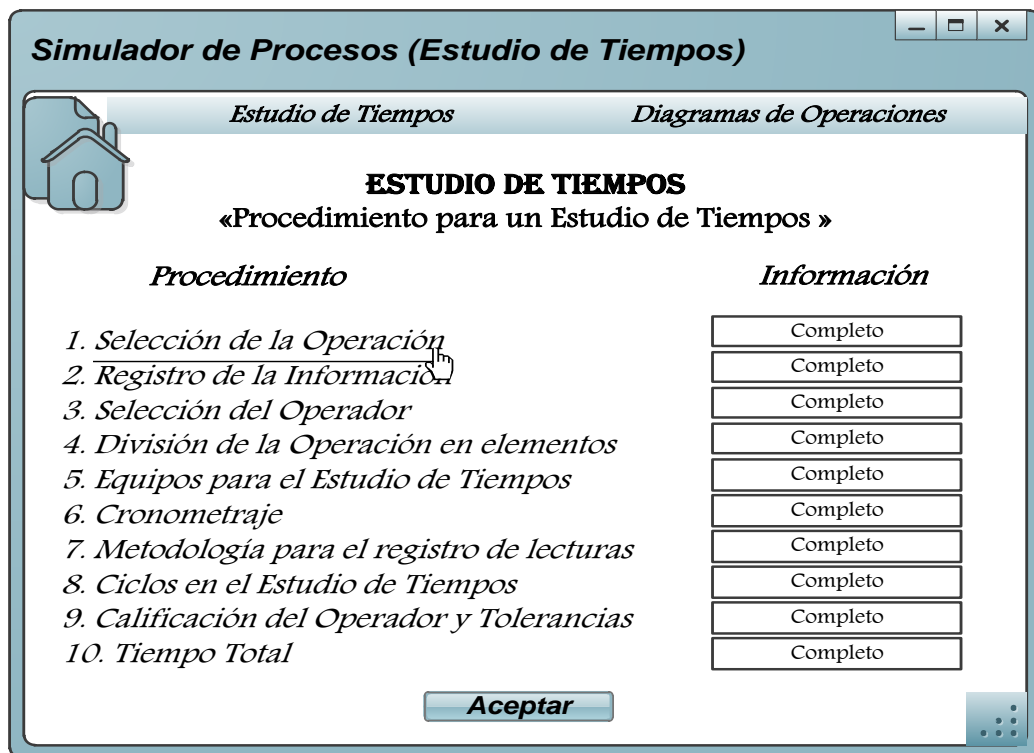 Simulador de Procesos (Estudio de Tiempos)
Estudio de Tiempos Diagramas de Operaciones
ESTUDIO DE TIEMPOS
«Procedimiento para un Estudio de Tiempos »
Procedimiento Información
1. Selección de la Operación Completo
2. Registro de la Información Completo
3. Selección del Operador Completo
4. División de la Operación en elementos Completo
5. Equipos para el Estudio de Tiempos Completo
6. Cronometraje Completo
7. Metodología para el registro de lecturas Completo
8. Ciclos en el Estudio de Tiempos Completo
9. Calificación del Operador y Tolerancias Completo
10. Tiempo Total Completo
Aceptar